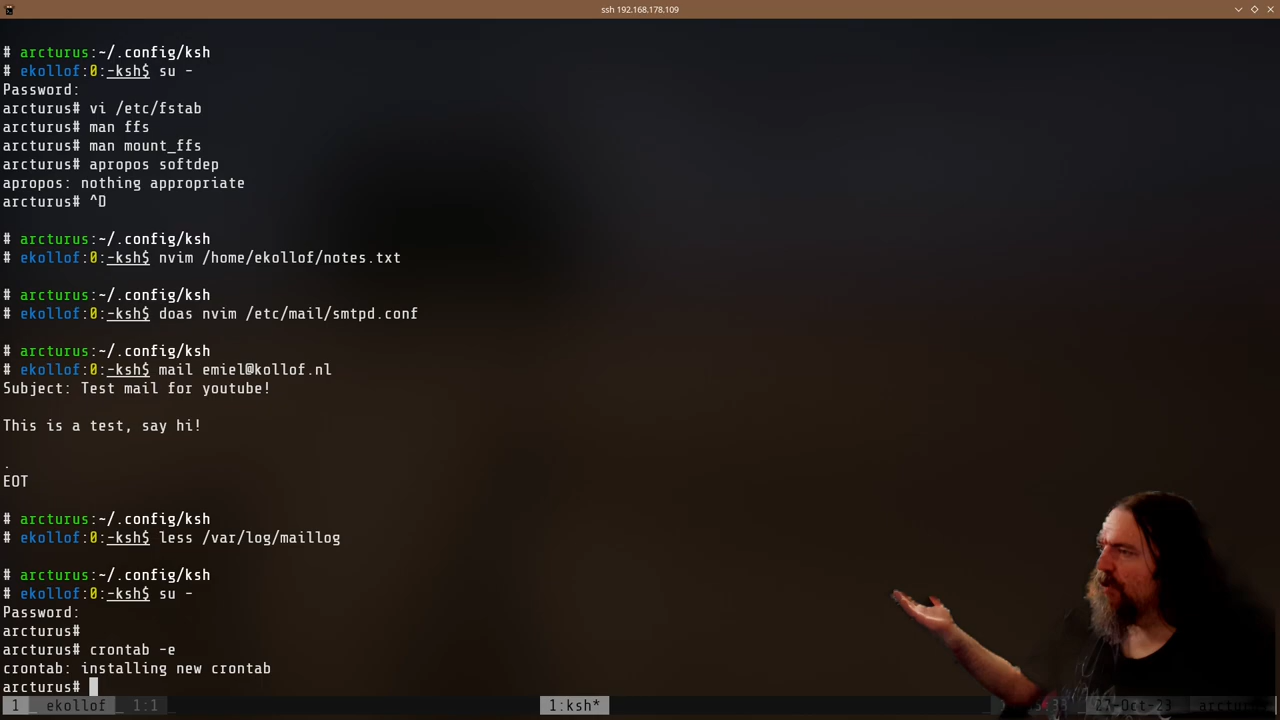 ssh 192.168.178.109
# arcturus:~/.config/ksh
# ekollof:0:-ksh$ su -
Password:
arcturus# vi /etc/fstab
arcturus# man ffs
arcturus# man mount_ffs
arcturus# apropos softdep
apropos: nothing appropriate
arcturus# ^D
# arcturus:~/.config/ksh
# ekollof:0:-ksh$ nvim /home/ekollof/notes.txt
# arcturus:~/.config/ksh
# ekollof:0:-ksh$ doas nvim /etc/mail/smtpd.conf
# arcturus:~/.config/ksh
# ekollof:0:-ksh$ mail emiel@kollof.nl
Subject: Test mail for youtube!
This is a test, say hi!
.
EOT
# arcturus:~/.config/ksh
# ekollof:0:-ksh$ less /var/log/maillog
# arcturus:~/.config/ksh
# ekollof:0:-ksh$ su -
Password:
arcturus#
arcturus# crontab -e
crontab: installing new crontab
arcturus#
1 ekollof 1:1 1:ksh* 27-Oct-23